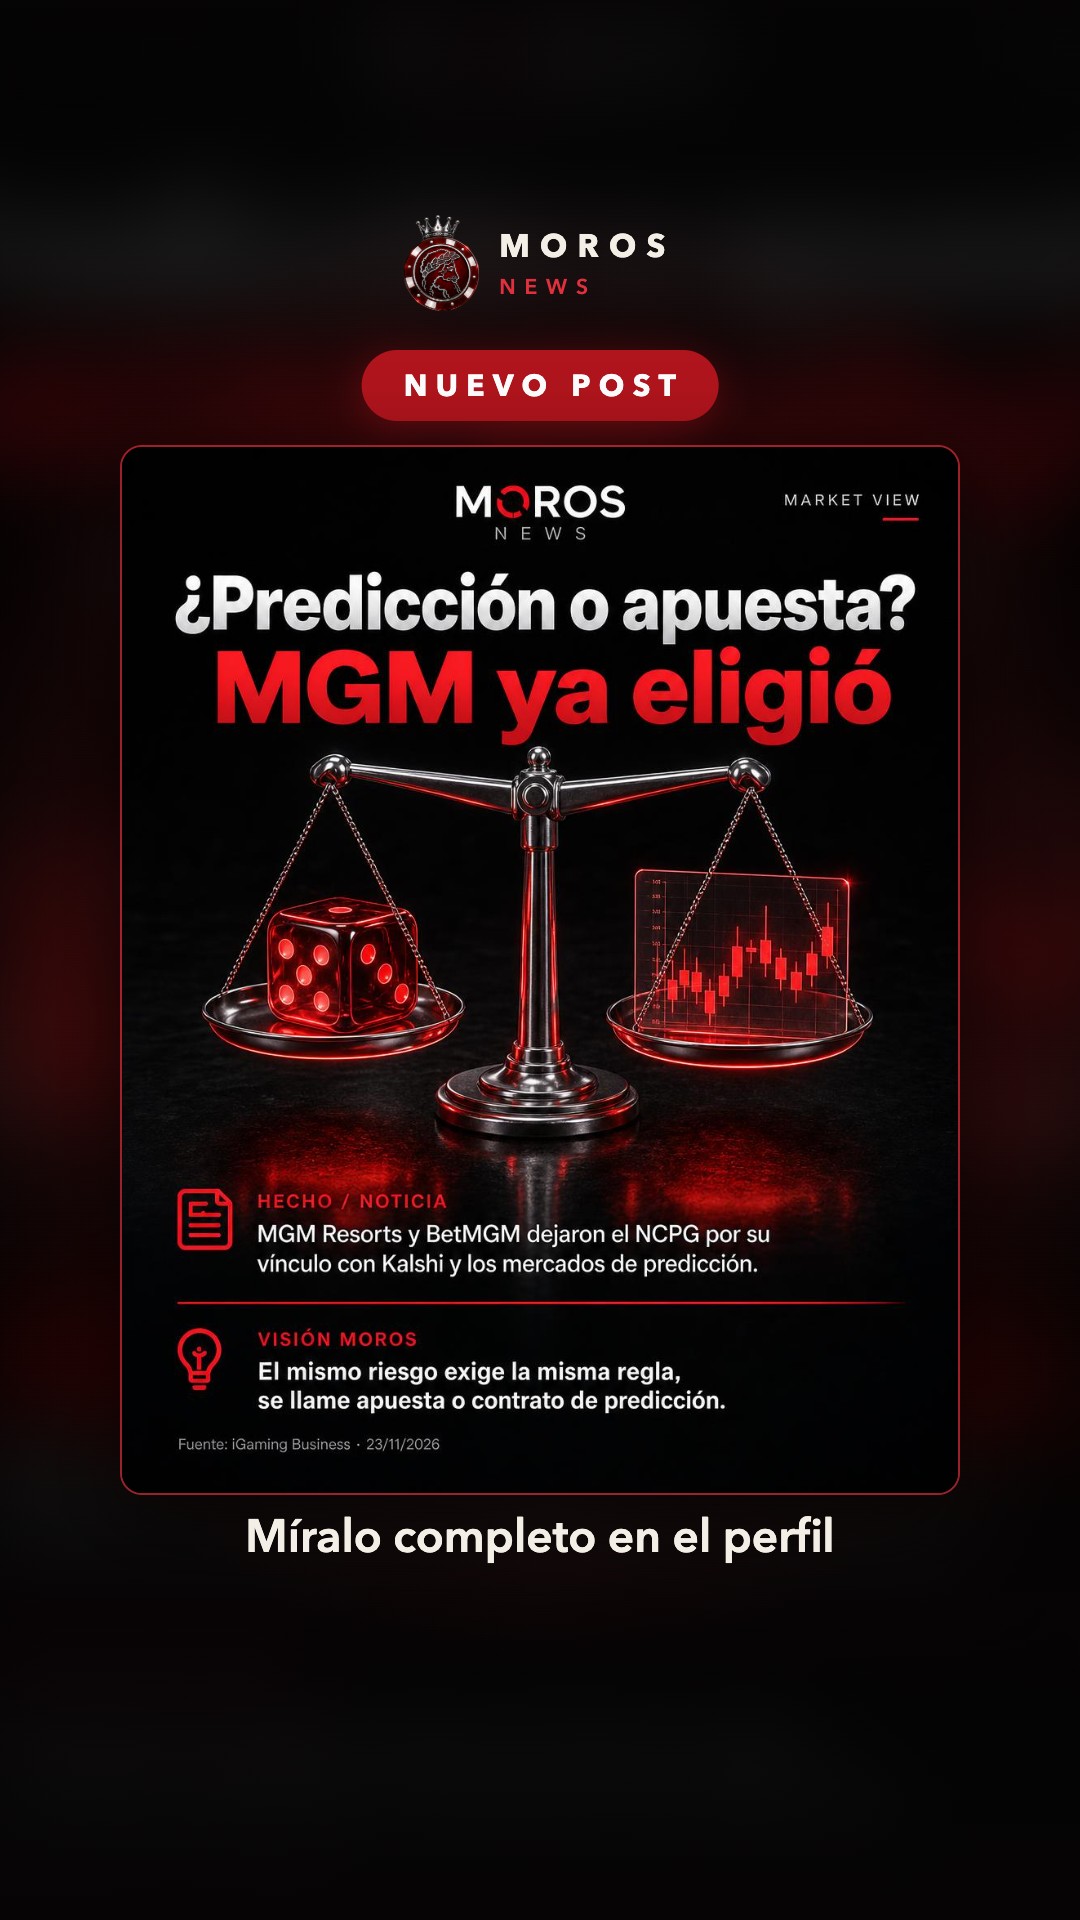 MOROS
NEWS
NUEVO POST
MOROS
NEWS
MARKET VIEW
¿Predicción o apuesta?
MGM ya eligió
HECHO / NOTICIA
MGM Resorts y BetMGM dejaron el NCPG por su
vínculo con Kalshi y los mercados de predicción.
VISIÓN MOROS
El mismo riesgo exige la misma regla,
se llame apuesta o contrato de predicción.
Fuente: iGaming Business · 23/11/2026
Míralo completo en el perfil